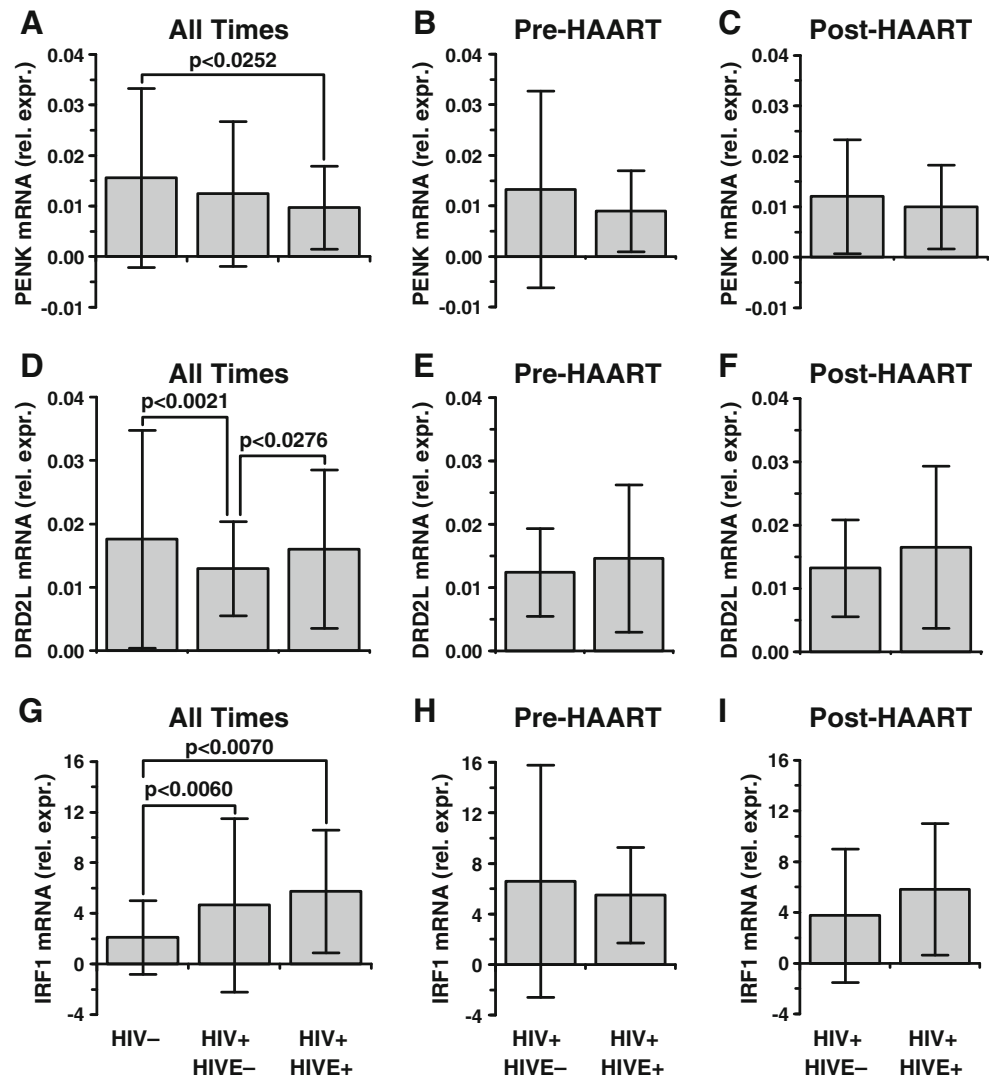 A All Times
PENK mRNA (rel. expr.)
0.04
0.03
0.02
0.01
0.00
-0.01
p<0.0252
B Pre-HAART
PENK mRNA (rel. expr.)
0.04
0.03
0.02
0.01
0.00
-0.01
C Post-HAART
PENK mRNA (rel. expr.)
0.04
0.03
0.02
0.01
0.00
-0.01
D All Times
DRD2L mRNA (rel. expr.)
0.04
0.03
0.02
0.01
0.00
p<0.0021
p<0.0276
E Pre-HAART
DRD2L mRNA (rel. expr.)
0.04
0.03
0.02
0.01
0.00
F Post-HAART
DRD2L mRNA (rel. expr.)
0.04
0.03
0.02
0.01
0.00
G All Times
IRF1 mRNA (rel. expr.)
16
12
8
4
0
-4
p<0.0070
p<0.0060
HIV–
HIV+
HIVE–
HIV+
HIVE+
H Pre-HAART
IRF1 mRNA (rel. expr.)
16
12
8
4
0
-4
HIV+
HIVE–
HIV+
HIVE+
I Post-HAART
IRF1 mRNA (rel. expr.)
16
12
8
4
0
-4
HIV+
HIVE–
HIV+
HIVE+